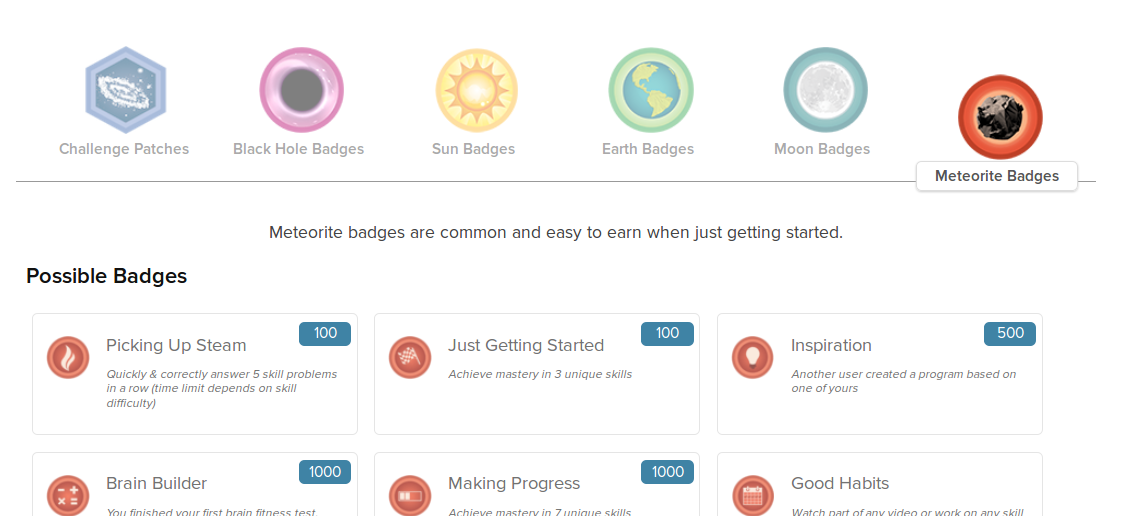 Challenge Patches
Black Hole Badges
Sun Badges
Earth Badges
Moon Badges
Meteorite Badges
Meteorite badges are common and easy to earn when just getting started.
Possible Badges
100
Picking Up Steam
Quickly & correctly answer 5 skill problems
in a row (time limit depends on skill
difficulty)
100
Just Getting Started
Achieve mastery in 3 unique skills
500
Inspiration
Another user created a program based on
one of yours
1000
Brain Builder
You finished your first brain fitness test.
1000
Making Progress
Achieve mastery in 7 unique skills
Good Habits
Watch part of any video or work on any skill